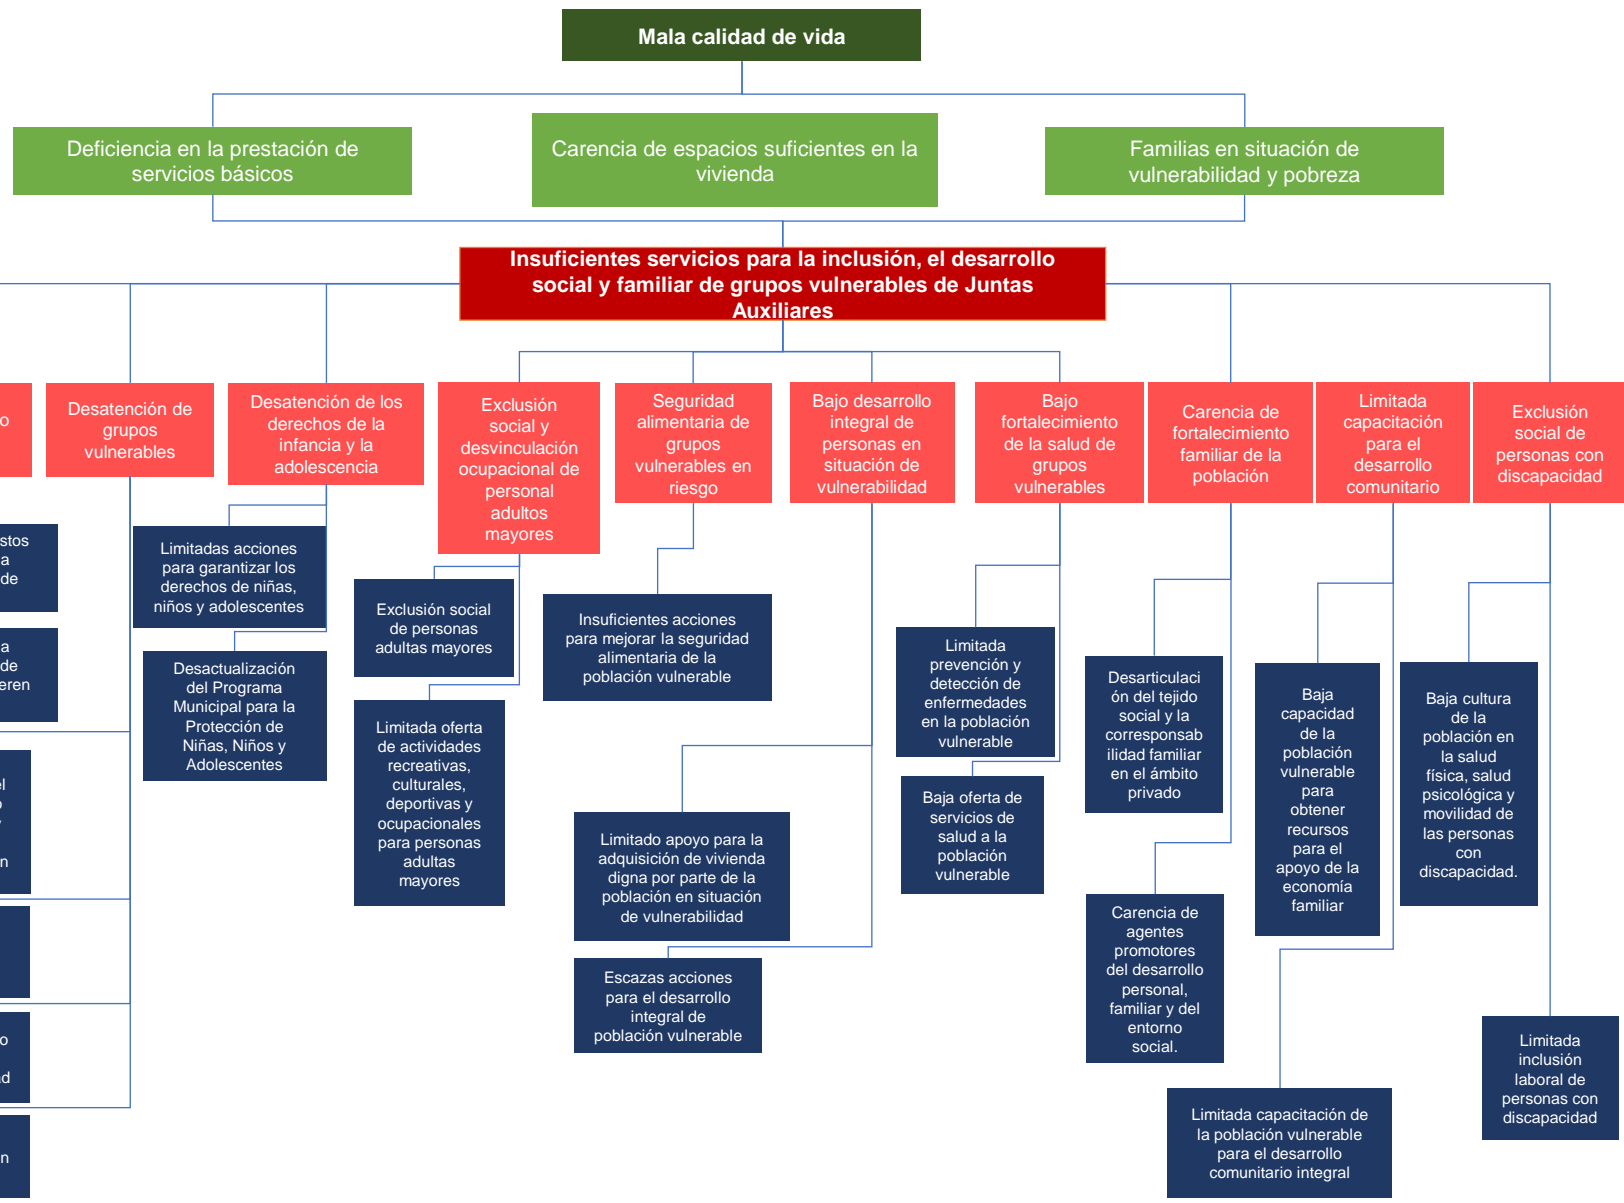 Mala calidad de vida
Deficiencia en la prestación de
servicios básicos
Carencia de espacios suficientes en la
vivienda
Familias en situación de
vulnerabilidad y pobreza
Insuficientes servicios para la inclusión, el desarrollo
social y familiar de grupos vulnerables de Juntas
Auxiliares
Desatención de
grupos
vulnerables
Desatención de los
derechos de la
infancia y la
adolescencia
Exclusión
social y
desvinculación
ocupacional de
personal
adultos
mayores
Seguridad
alimentaria de
grupos
vulnerables en
riesgo
Bajo desarrollo
integral de
personas en
situación de
vulnerabilidad
Bajo
fortalecimiento
de la salud de
grupos
vulnerables
Carencia de
fortalecimiento
familiar de la
población
Limitada
capacitación
para el
desarrollo
comunitario
Exclusión
social de
personas con
discapacidad
a
de
a
de
Limitadas acciones
para garantizar los
derechos de niñas,
niños y adolescentes
Desactualización
del Programa
Municipal para la
Protección de
Niñas, Niños y
Adolescentes
Exclusión social
de personas
adultas mayores
Limitada oferta
de actividades
recreativas,
culturales,
deportivas y
ocupacionales
para personas
adultas
mayores
Insuficientes acciones
para mejorar la seguridad
alimentaria de la
población vulnerable
Limitado apoyo para la
adquisición de vivienda
digna por parte de la
población en situación
de vulnerabilidad
Escazas acciones
para el desarrollo
integral de
población vulnerable
Limitada
prevención y
detección de
enfermedades
en la población
vulnerable
Baja oferta de
servicios de
salud a la
población
vulnerable
Desarticulaci
ón del tejido
social y la
corresponsab
ilidad familiar
en el ámbito
privado
Carencia de
agentes
promotores
del desarrollo
personal,
familiar y del
entorno
social.
Baja
capacidad
de la
población
vulnerable
para
obtener
recursos
para el
apoyo de la
economía
familiar
Limitada capacitación de
la población vulnerable
para el desarrollo
comunitario integral
Baja cultura
de la
población en
la salud
física, salud
psicológica y
movilidad de
las personas
con
discapacidad.
Limitada
inclusión
laboral de
personas con
discapacidad